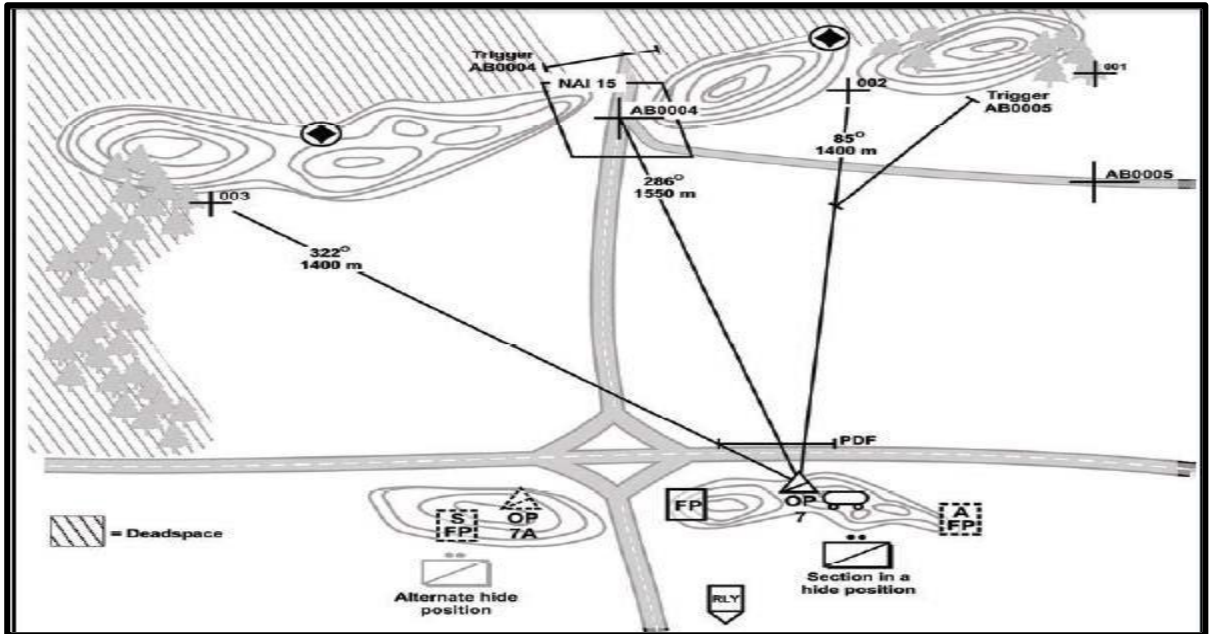 Trigger
AB0004
NAI 15
AB0004
002
001
Trigger
AB0005
85°
1400 m
286°
1550 m
AB0005
003
322°
1400 m
PDF
FP
OP
7
A
FP
S
FP
OP
7A
= Deadspace
Alternate hide
position
Section in a
hide position
RLY